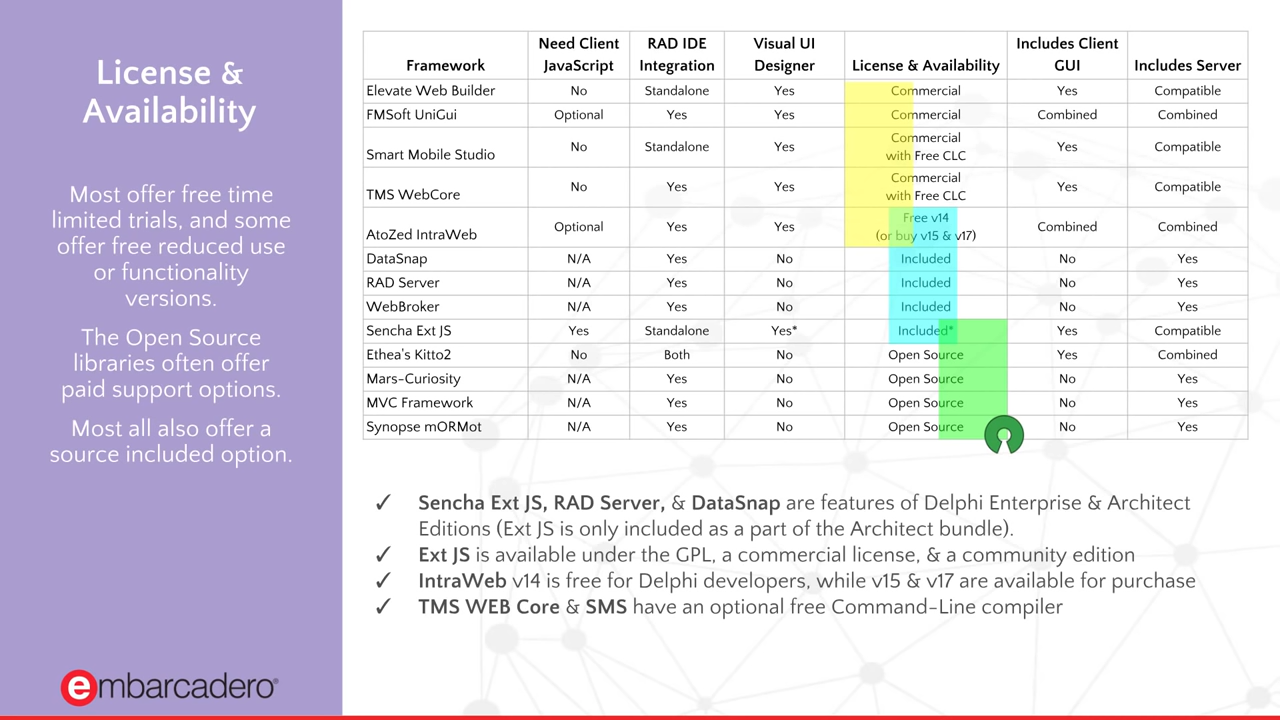 License &
Availability
Most offer free time
limited trials, and some
offer free reduced use
or functionality
versions.
The Open Source
libraries often offer
paid support options.
Most all also offer a
source included option.
embarcadero®
Framework Need Client JavaScript RAD IDE Integration Visual UI Designer License & Availability Includes Client GUI Includes Server
Elevate Web Builder No Standalone Yes Commercial Yes Compatible
FMSoft UniGui Optional Yes Yes Commercial Combined Combined
Smart Mobile Studio No Standalone Yes Commercial with Free CLC Yes Compatible
TMS WebCore No Yes Yes Commercial with Free CLC Yes Compatible
AtoZed IntraWeb Optional Yes Yes Free v14 (or buy v15 & v17) Combined Combined
DataSnap N/A Yes No Included No Yes
RAD Server N/A Yes No Included No Yes
WebBroker N/A Yes No Included No Yes
Sencha Ext JS Yes Standalone Yes* Included* Yes Compatible
Ethea's Kitto2 No Both No Open Source Yes Combined
Mars-Curiosity N/A Yes No Open Source No Yes
MVC Framework N/A Yes No Open Source No Yes
Synopse mORMot N/A Yes No Open Source No Yes
✓ Sencha Ext JS, RAD Server, & DataSnap are features of Delphi Enterprise & Architect
Editions (Ext JS is only included as a part of the Architect bundle).
✓ Ext JS is available under the GPL, a commercial license, & a community edition
✓ IntraWeb v14 is free for Delphi developers, while v15 & v17 are available for purchase
✓ TMS WEB Core & SMS have an optional free Command-Line compiler